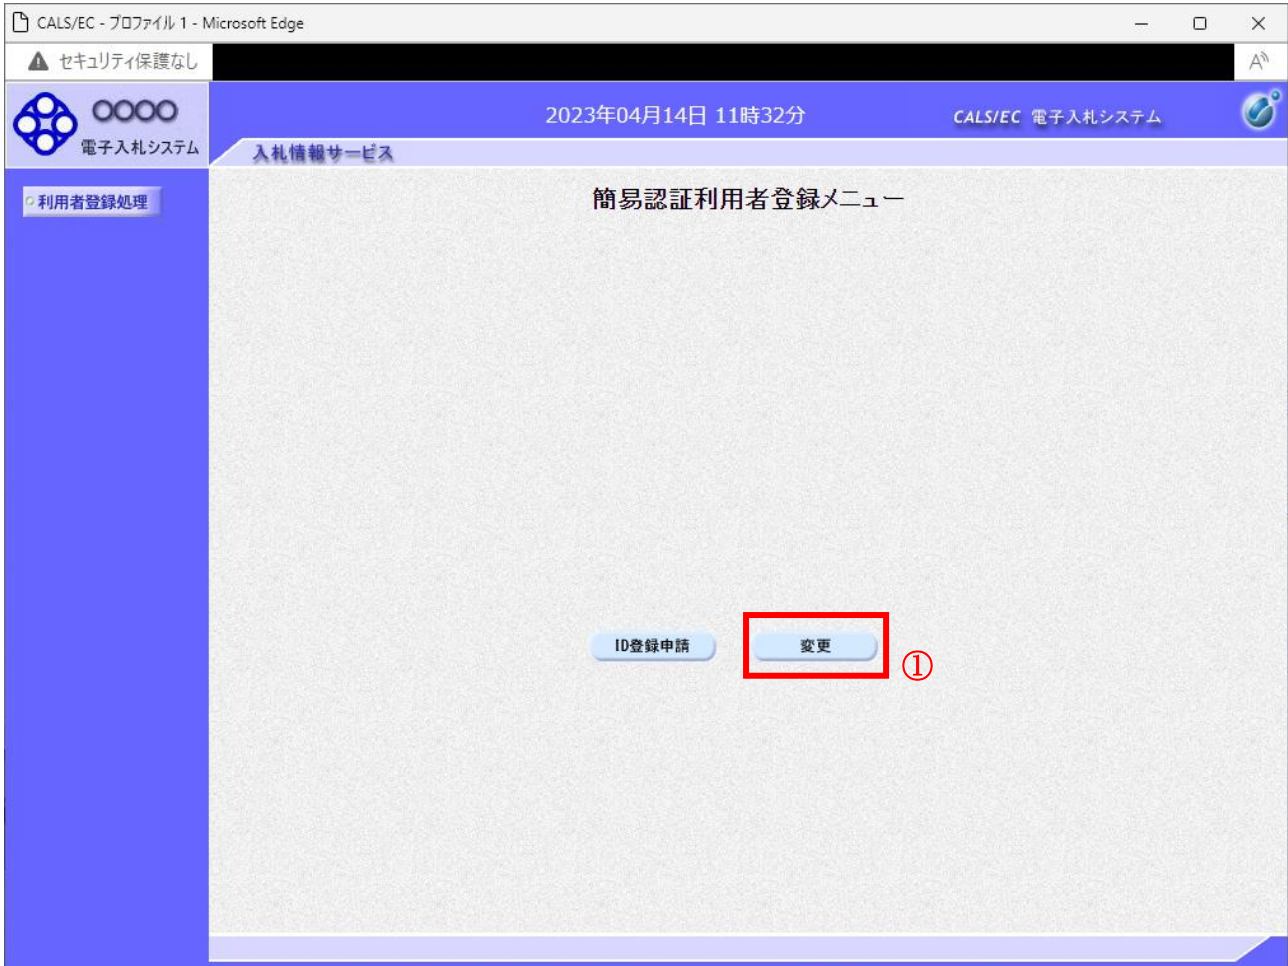 CALS/EC - プロファイル 1 - Microsoft Edge
セキュリティ保護なし
A
〇〇〇〇
電子入札システム
2023年04月14日 11時32分
CALS/EC 電子入札システム
入札情報サービス
利用者登録処理
簡易認証利用者登録メニュー
ID登録申請
変更
①